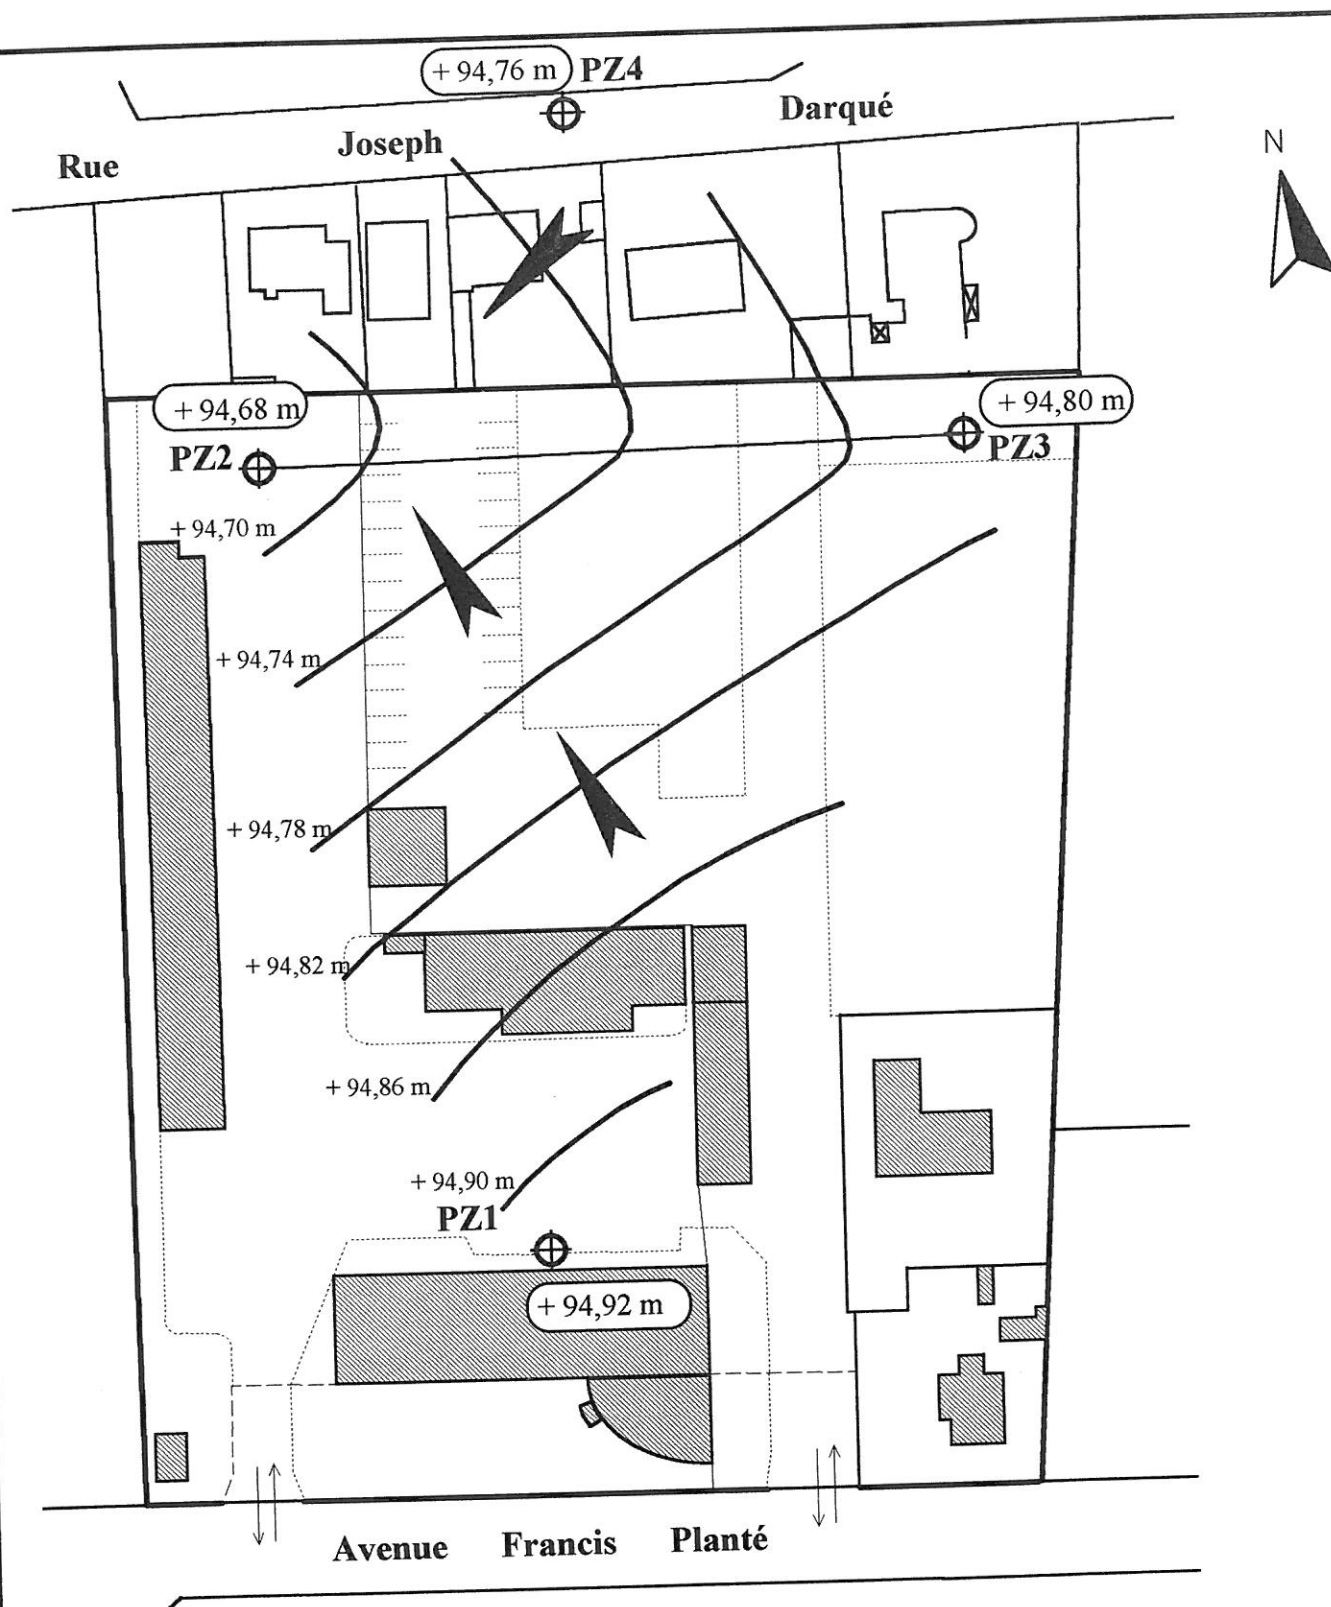 + 94,76 m PZ4
Darqué
Joseph
Rue
N
+ 94,68 m
+ 94,80 m
PZ2
PZ3
+ 94,70 m
+ 94,74 m
+ 94,78 m
+ 94,82 m
+ 94,86 m
+ 94,90 m
PZ1
+ 94,92 m
Avenue Francis Planté